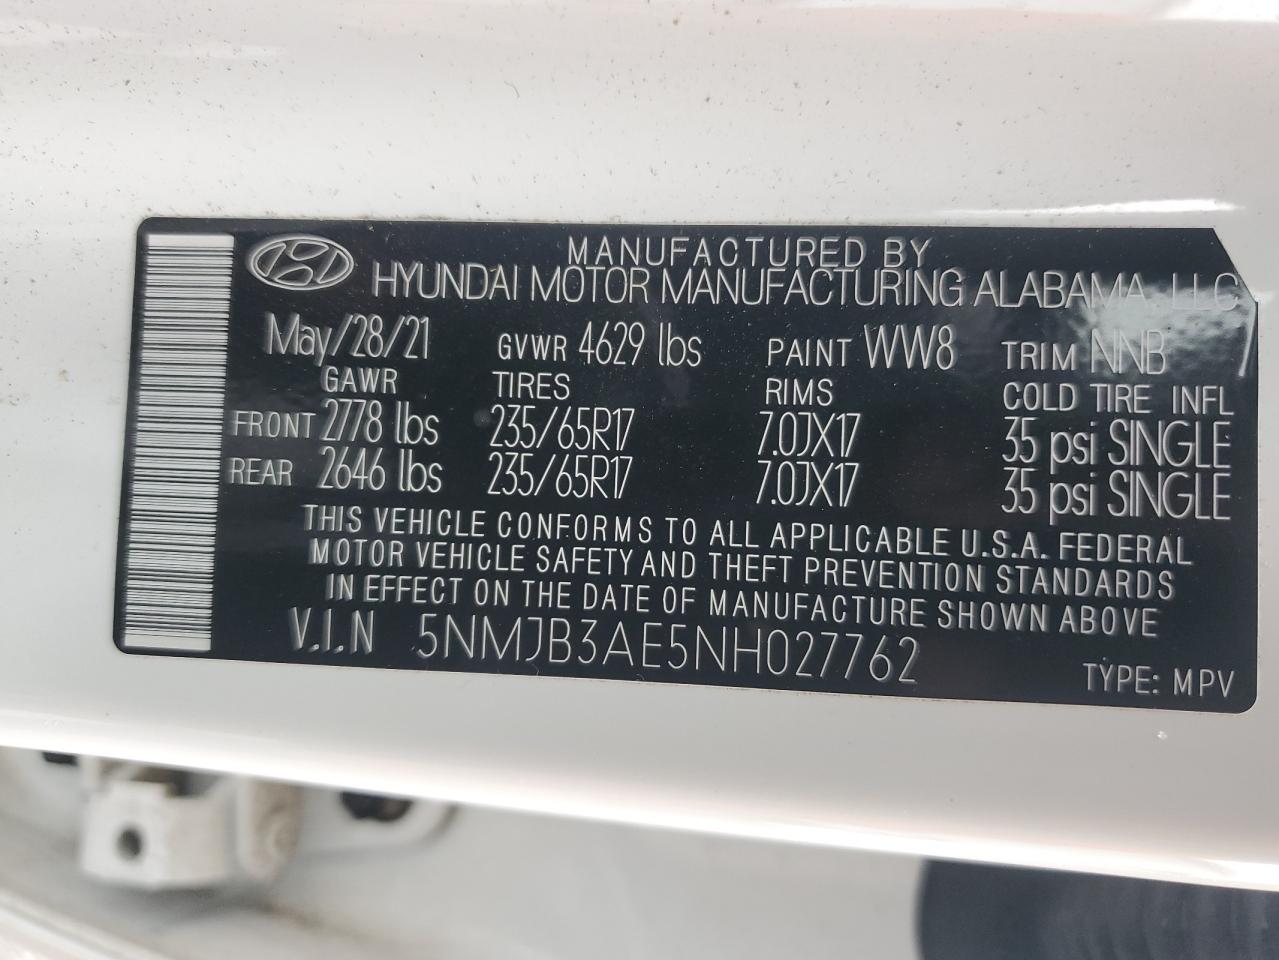 MANUFACTURED BY
HYUNDAI MOTOR MANUFACTURING ALABAMA, LLC
May/28/21 GVWR 4629 lbs PAINT WW8 TRIM NNB
GAWR TIRES RIMS COLD TIRE INFL
FRONT 2778 lbs 235/65R17 7.0JX17 35 psi SINGLE
REAR 2646 lbs 235/65R17 7.0JX17 35 psi SINGLE
THIS VEHICLE CONFORMS TO ALL APPLICABLE U.S.A. FEDERAL
MOTOR VEHICLE SAFETY AND THEFT PREVENTION STANDARDS
IN EFFECT ON THE DATE OF MANUFACTURE SHOWN ABOVE
V.I.N 5NMJB3AE5NH027762
TYPE: MPV